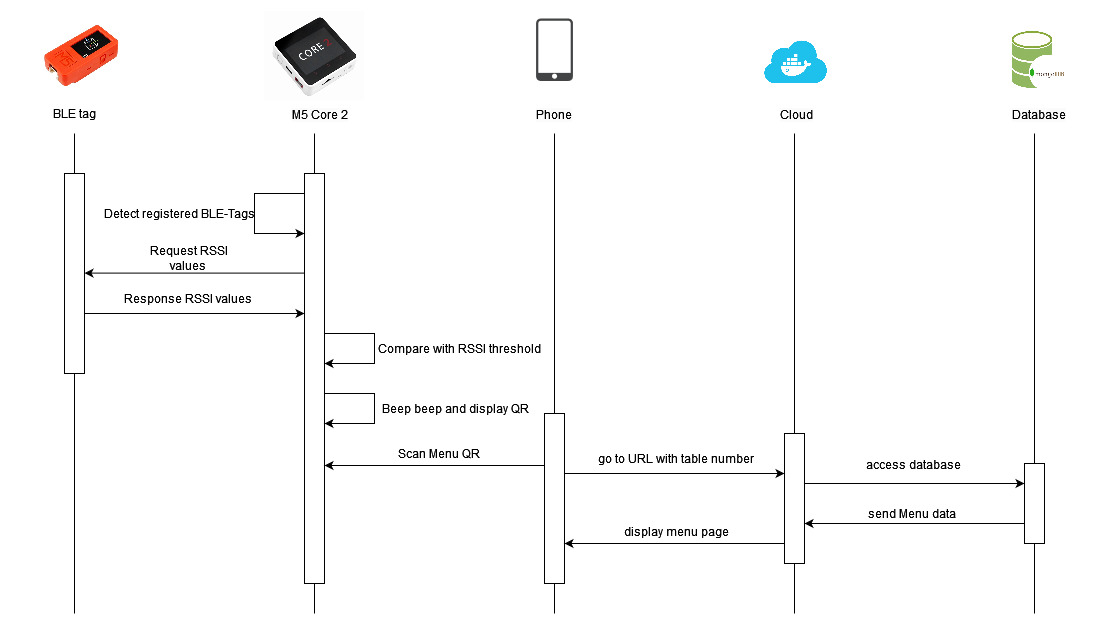 CORE2
mongoDB
BLE tag
M5 Core 2
Phone
Cloud
Database
Detect registered BLE-Tags
Request RSSI
values
Response RSSI values
Compare with RSSI threshold
Beep beep and display QR
Scan Menu QR
go to URL with table number
access database
send Menu data
display menu page